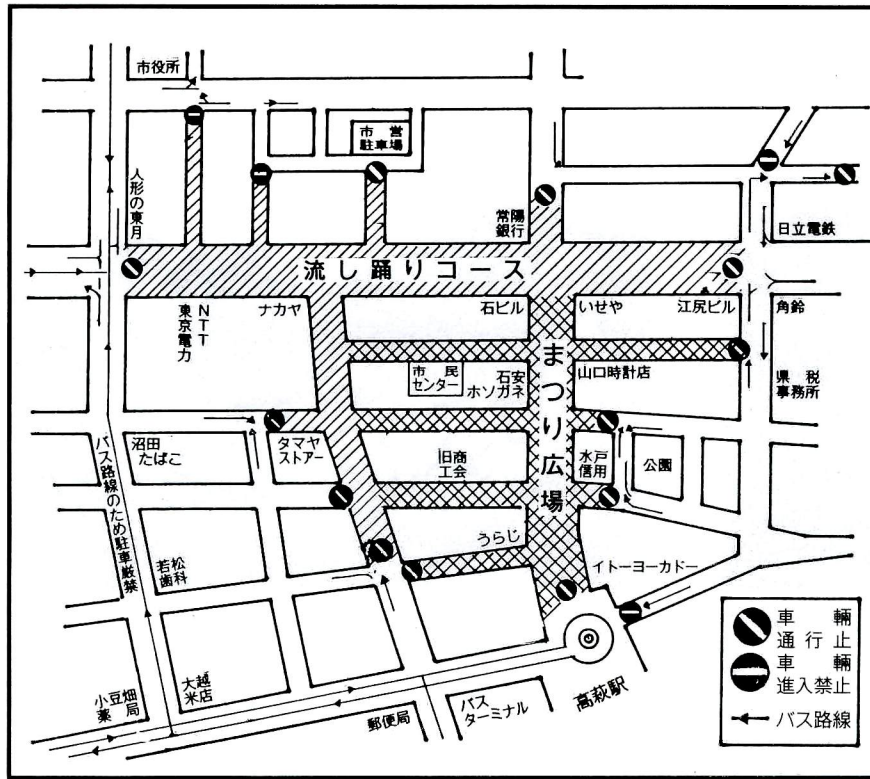 市役所
市営
駐車場
人形の東月
常陽
銀行
日立電鉄
流し踊りコース
NTT
東京電力
ナカヤ
石ビル
いせや
江尻ビル
角鈴
まつり広場
市民
センター
石安
ホソガネ
山口時計店
県税
事務所
沼田
たばこ
タマヤ
ストアー
旧商
工会
水戸
信用
公園
バス路線のため駐車厳禁
うらじ
若松
歯科
イトーヨーカドー
小豆畑
薬局
大越
米店
郵便局
バス
ターミナル
高萩駅
車輛
通行止
車輛
進入禁止
バス路線